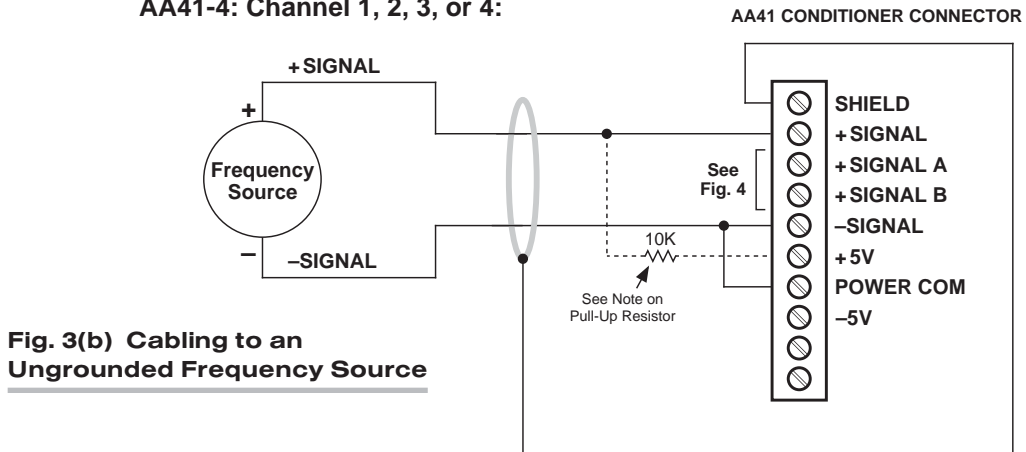 AA41-4: Channel 1, 2, 3, or 4:
AA41 CONDITIONER CONNECTOR
+SIGNAL
+
Frequency
Source
–
–SIGNAL
See
Fig. 4
10K
See Note on
Pull-Up Resistor
SHIELD
+SIGNAL
+SIGNAL A
+SIGNAL B
–SIGNAL
+5V
POWER COM
–5V
Fig. 3(b) Cabling to an
Ungrounded Frequency Source